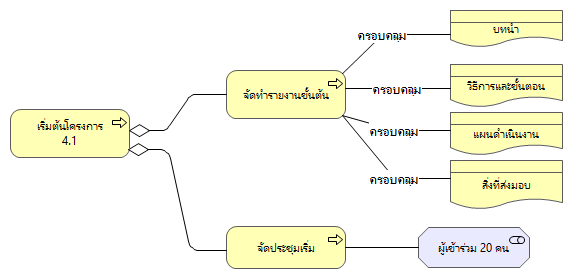 ครอบคลุม
บทนำ
ครอบคลุม
วิธีการและขั้นตอน
จัดทำรายงานขั้นต้น
เริ่มต้นโครงการ
4.1
ครอบคลุม
แผนดำเนินงาน
ครอบคลุม
สิ่งที่ส่งมอบ
จัดประชุมเริ่ม
ผู้เข้าร่วม 20 คน